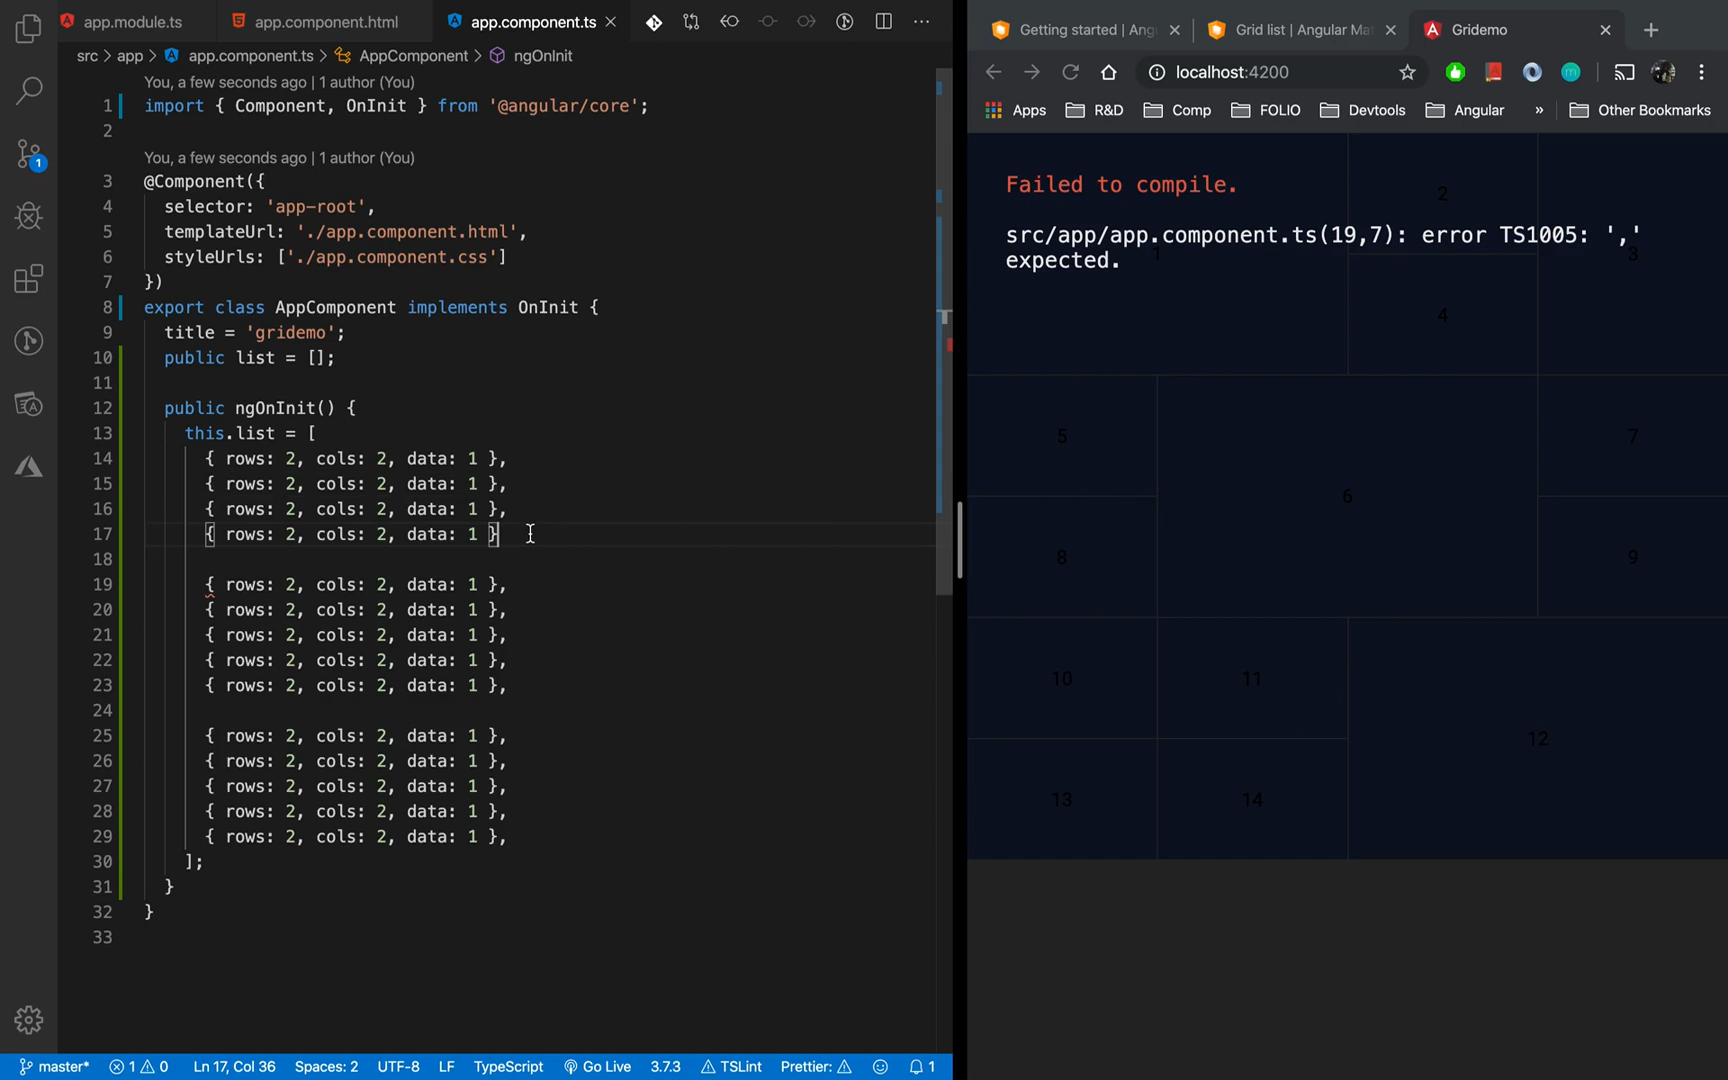 app.module.ts
app.component.html
app.component.ts
src > app > app.component.ts > AppComponent > ngOnInit
You, a few seconds ago | 1 author (You)
1 import { Component, OnInit } from '@angular/core';
2
You, a few seconds ago | 1 author (You)
3 @Component({
4 selector: 'app-root',
5 templateUrl: './app.component.html',
6 styleUrls: ['./app.component.css']
7 })
8 export class AppComponent implements OnInit {
9 title = 'gridemo';
10 public list = [];
11
12 public ngOnInit() {
13 this.list = [
14 { rows: 2, cols: 2, data: 1 },
15 { rows: 2, cols: 2, data: 1 },
16 { rows: 2, cols: 2, data: 1 },
17 { rows: 2, cols: 2, data: 1 }
18
19 { rows: 2, cols: 2, data: 1 },
20 { rows: 2, cols: 2, data: 1 },
21 { rows: 2, cols: 2, data: 1 },
22 { rows: 2, cols: 2, data: 1 },
23 { rows: 2, cols: 2, data: 1 },
24
25 { rows: 2, cols: 2, data: 1 },
26 { rows: 2, cols: 2, data: 1 },
27 { rows: 2, cols: 2, data: 1 },
28 { rows: 2, cols: 2, data: 1 },
29 { rows: 2, cols: 2, data: 1 },
30 ];
31 }
32 }
33
1
master* 1 0 Ln 17, Col 36 Spaces: 2 UTF-8 LF TypeScript Go Live 3.7.3 TSLint Prettier: 1
Getting started | Ang
Grid list | Angular Mat
Gridemo
localhost:4200
Apps R&D Comp FOLIO Devtools Angular » Other Bookmarks
Failed to compile.
src/app/app.component.ts(19,7): error TS1005: ','
expected.
1
2
3
4
5
6
7
8
9
10
11
12
13
14